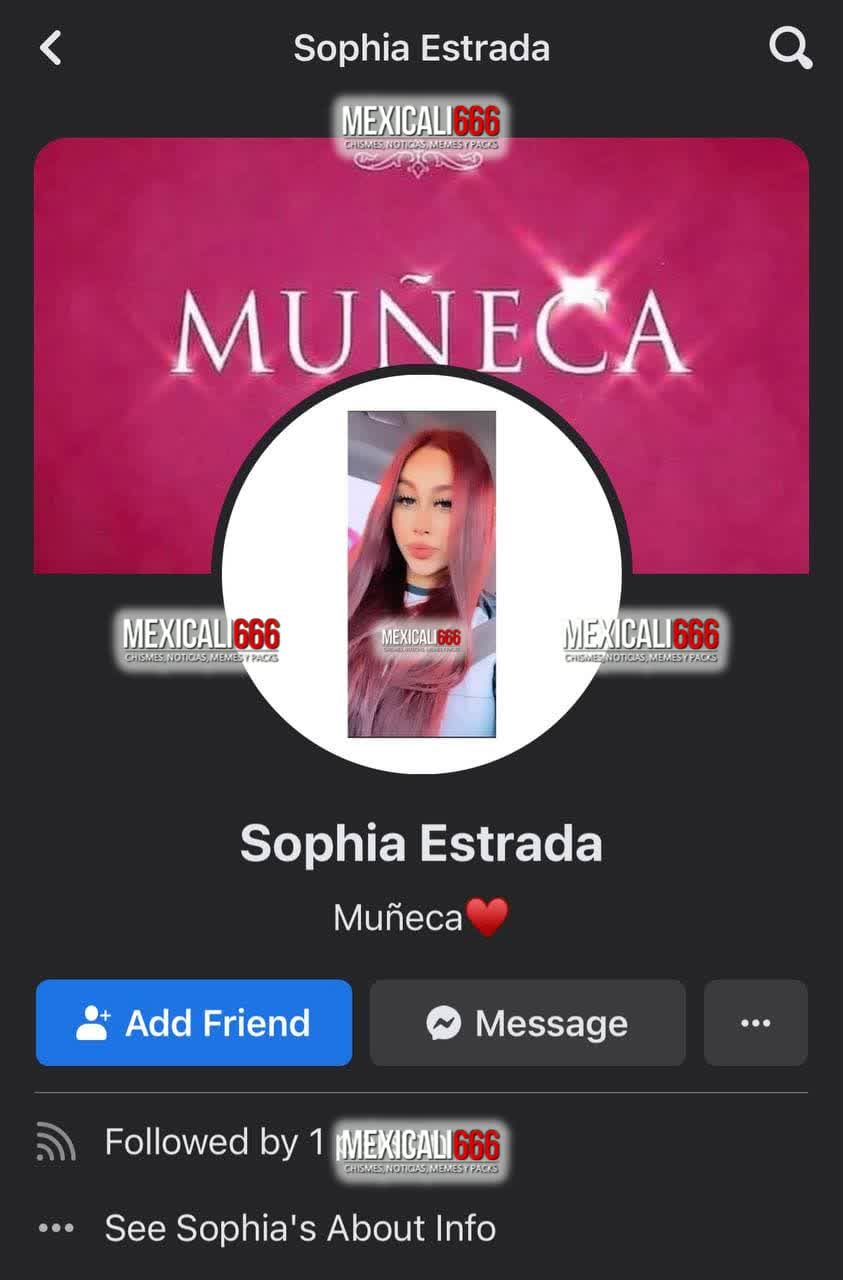 Sophia Estrada
MEXICALI666
CHISMES, NOTICIAS, MEMES Y PACKS
MUÑECA
MEXICALI666
CHISMES, NOTICIAS, MEMES Y PACKS
MEXICALI666
CHISMES, NOTICIAS, MEMES Y PACKS
MEXICALI666
CHISMES, NOTICIAS, MEMES Y PACKS
Sophia Estrada
Muñeca♥️
Add Friend
Message
Followed by 1
MEXICALI666
CHISMES, NOTICIAS, MEMES Y PACKS
See Sophia's About Info